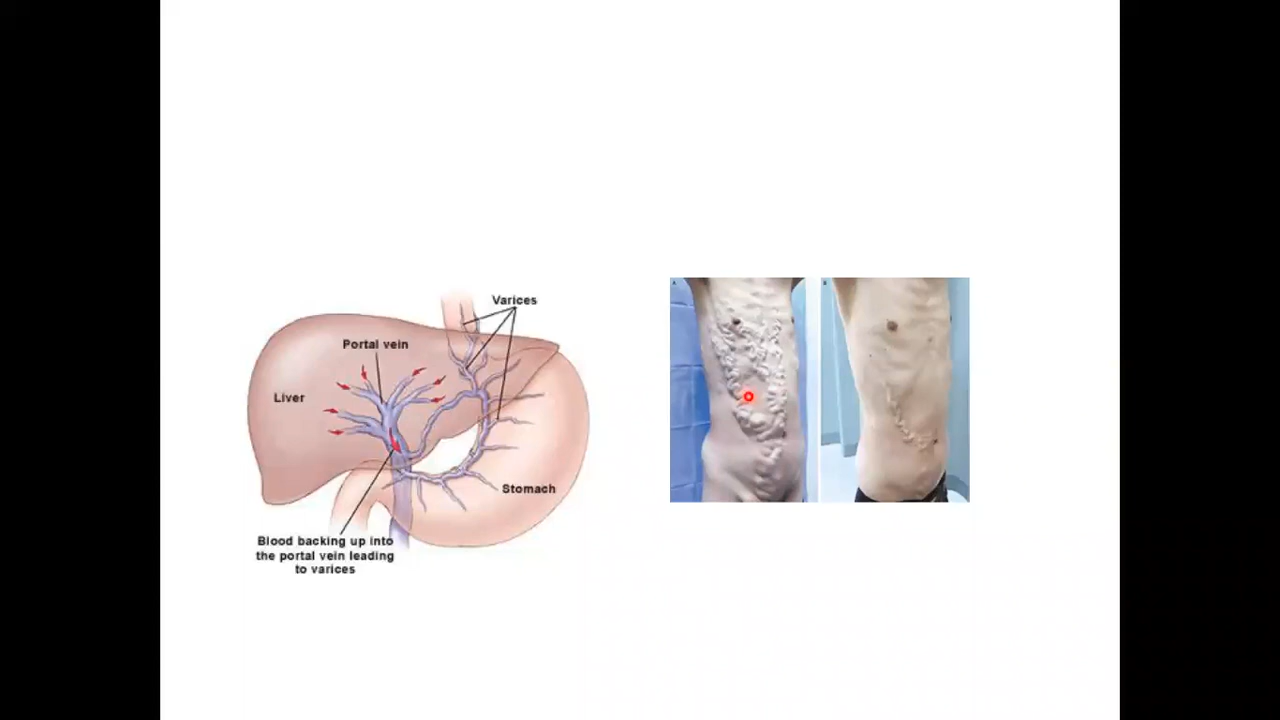 Varices
Portal vein
Liver
Stomach
Blood backing up into
the portal vein leading
to varices
A